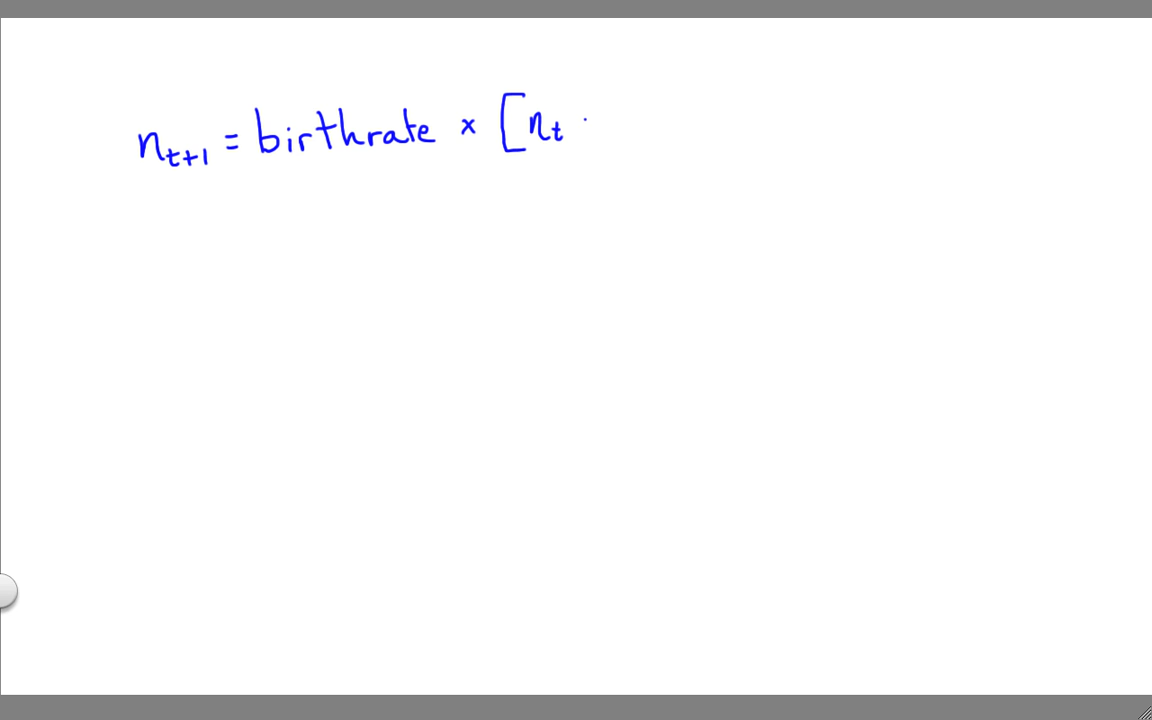 n_{t+1} = birthrate × [n_t